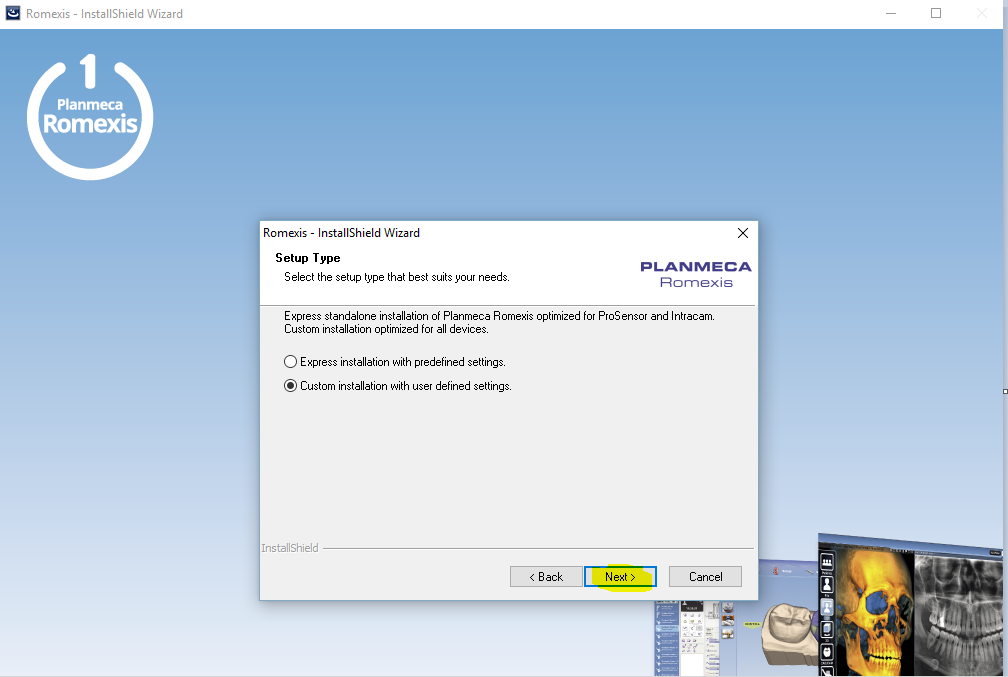 Romexis - InstallShield Wizard
1
Planmeca
Romexis
Romexis - InstallShield Wizard
Setup Type
Select the setup type that best suits your needs.
PLANMECA
Romexis
Express standalone installation of Planmeca Romexis optimized for ProSensor and Intracam.
Custom installation optimized for all devices.
Express installation with predefined settings.
Custom installation with user defined settings.
InstallShield
< Back
Next >
Cancel